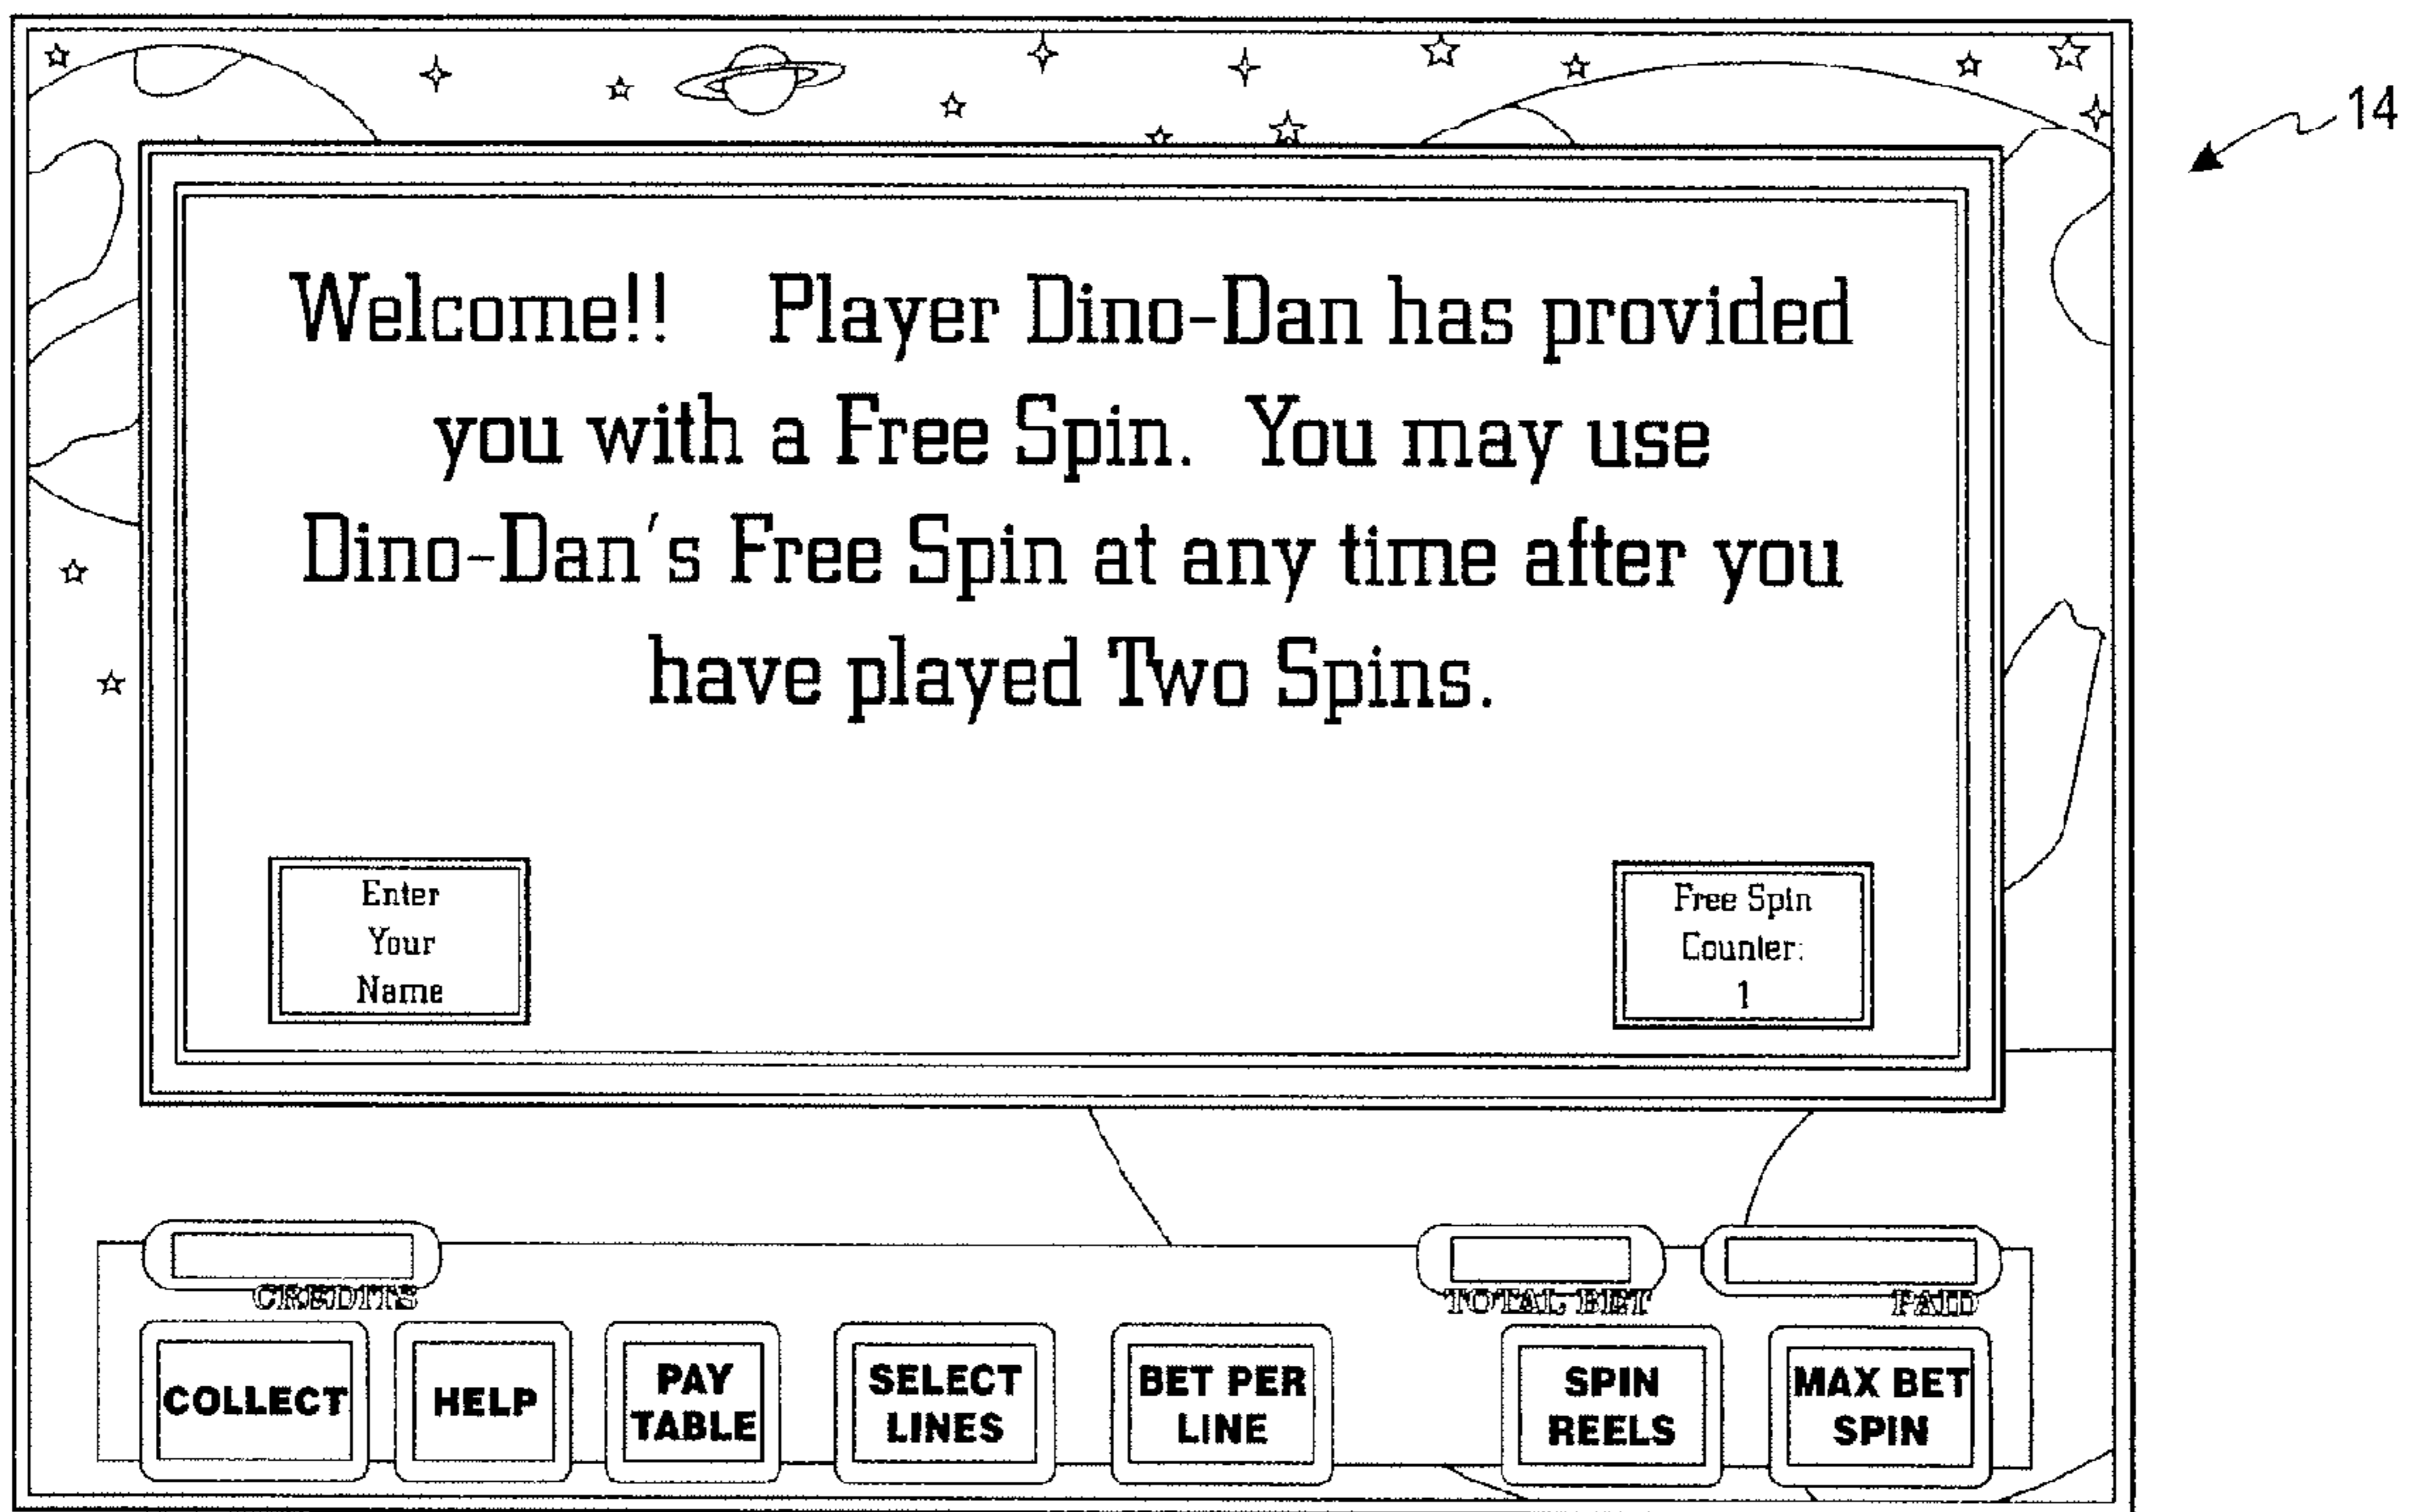 14
Welcome!! Player Dino-Dan has provided
you with a Free Spin. You may use
Dino-Dan's Free Spin at any time after you
have played Two Spins.
Enter
Your
Name
Free Spin
Counter:
1
CREDITS
TOTAL BET
PAID
COLLECT
HELP
PAY
TABLE
SELECT
LINES
BET PER
LINE
SPIN
REELS
MAX BET
SPIN